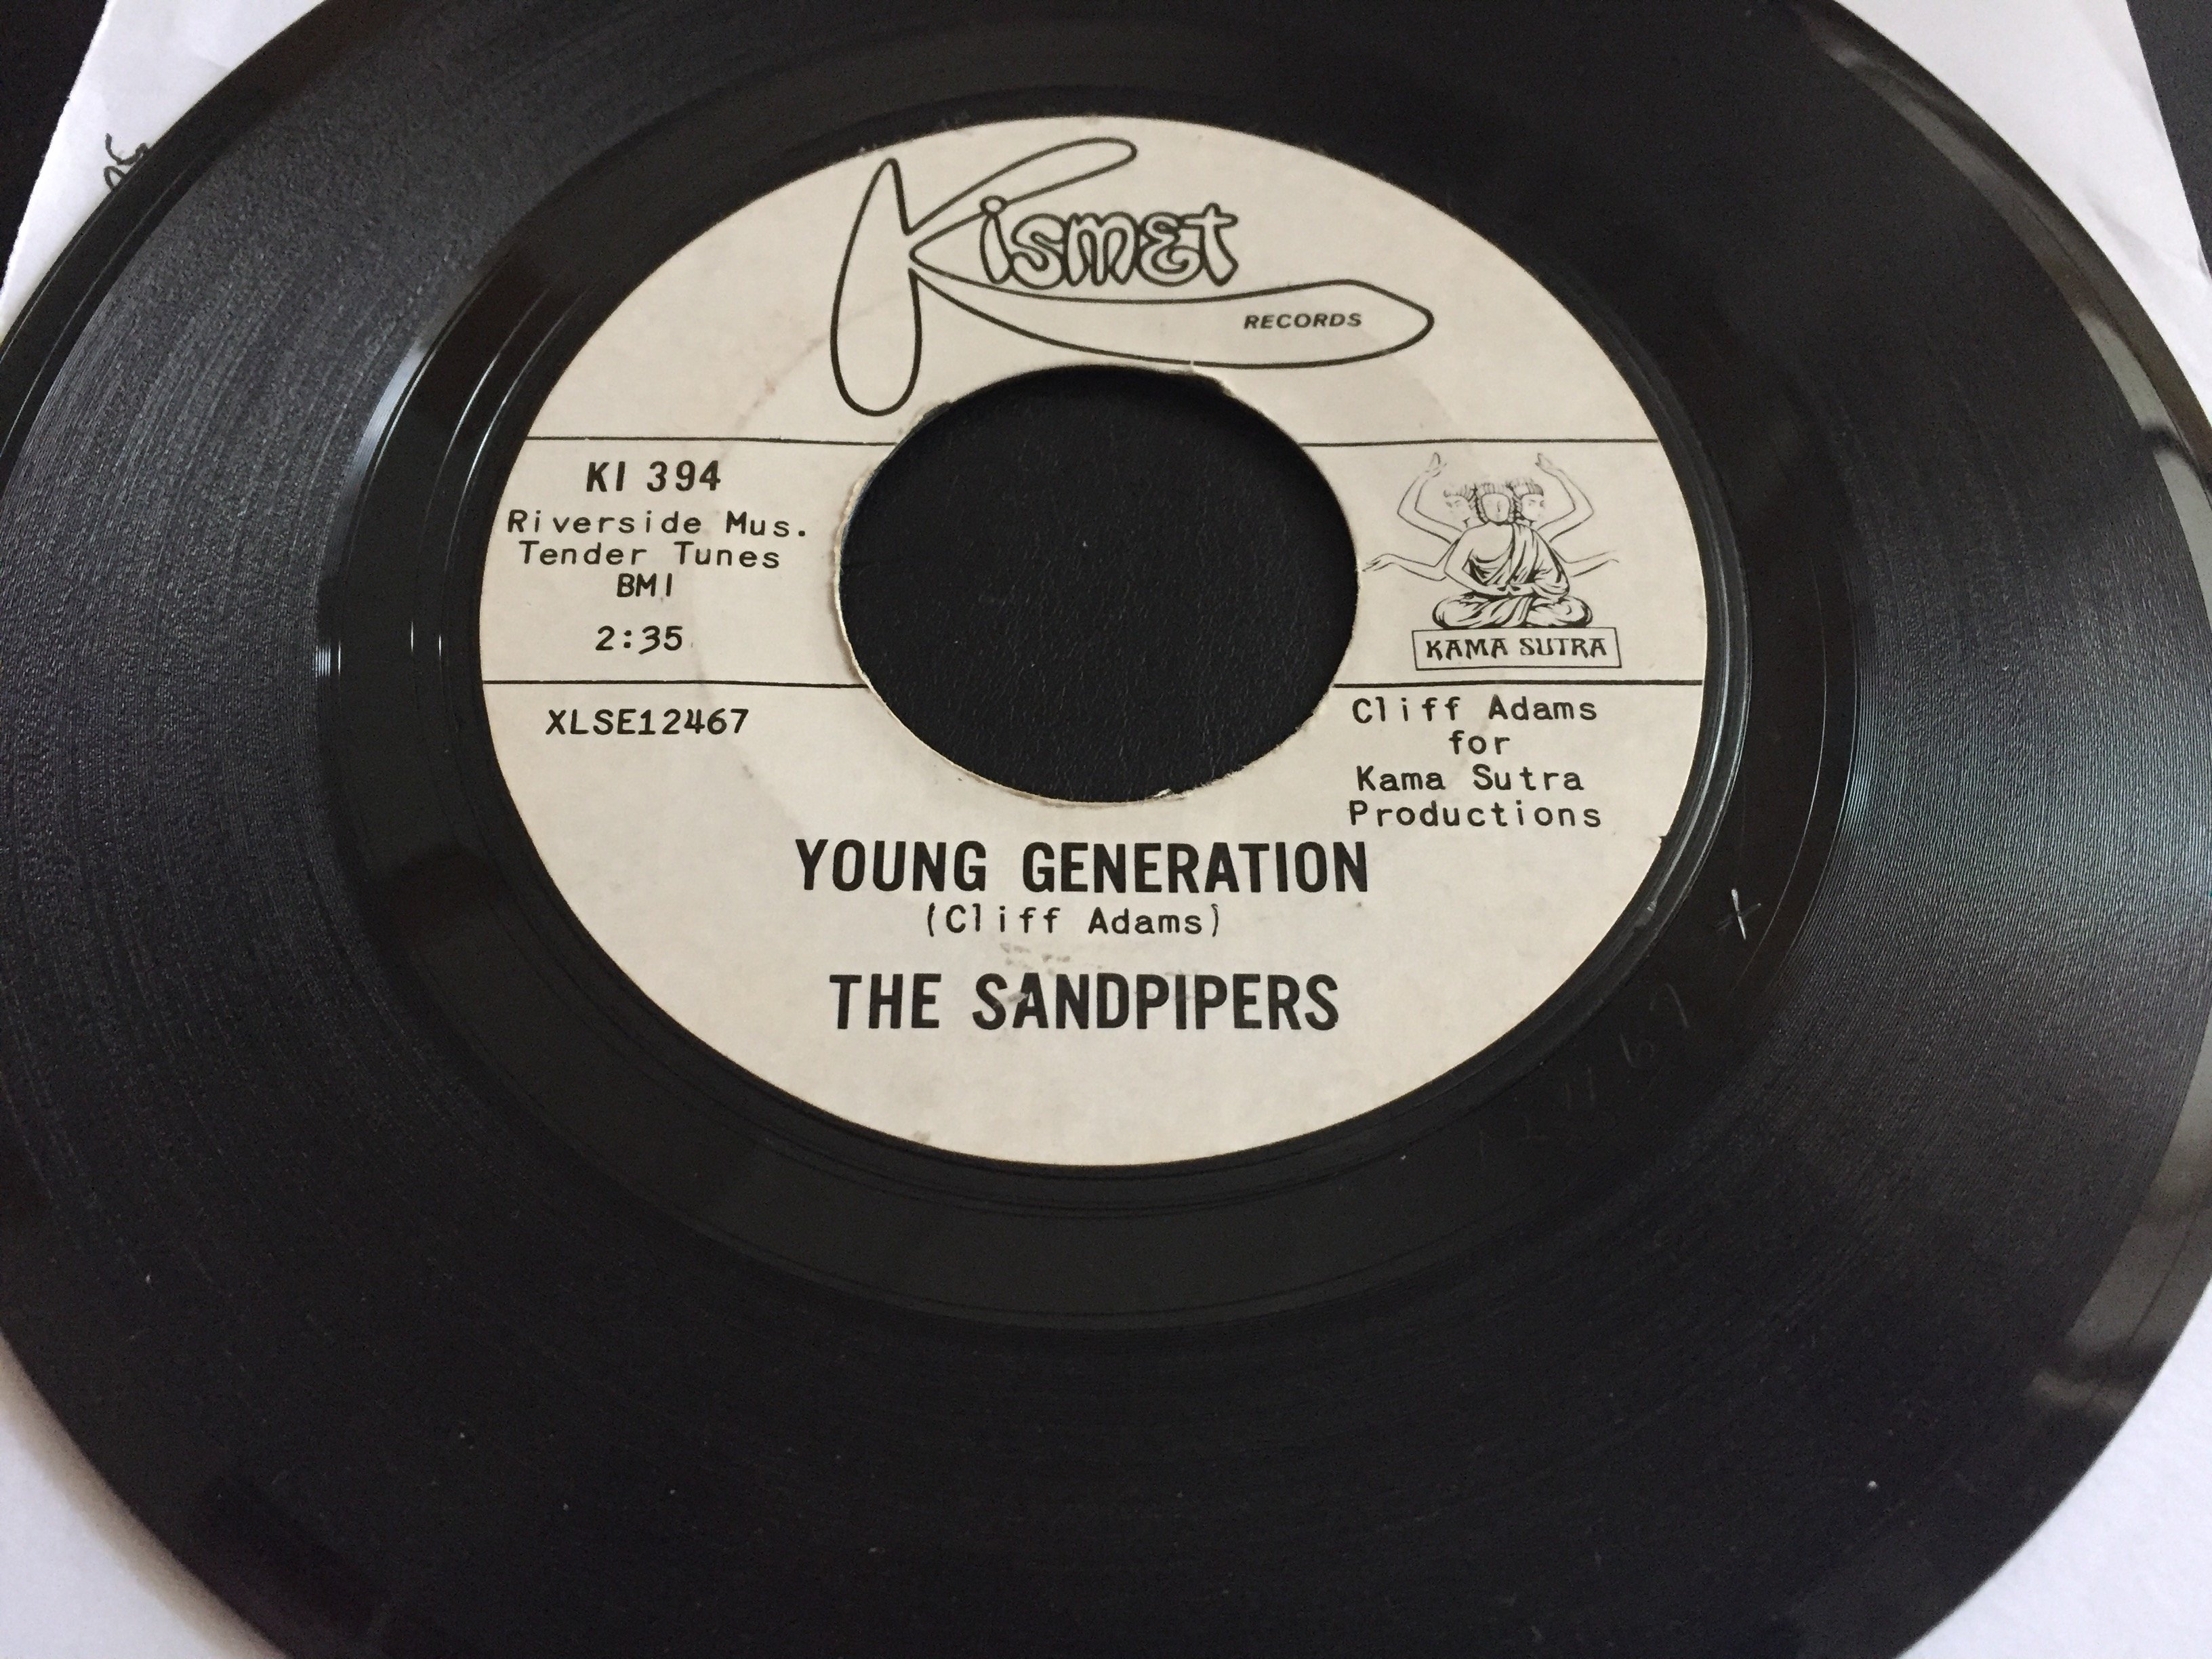 Kismet
RECORDS
KI 394
Riverside Mus.
Tender Tunes
BMI
2:35
KAMA SUTRA
XLSE12467
Cliff Adams
for
Kama Sutra
Productions
YOUNG GENERATION
(Cliff Adams)
THE SANDPIPERS